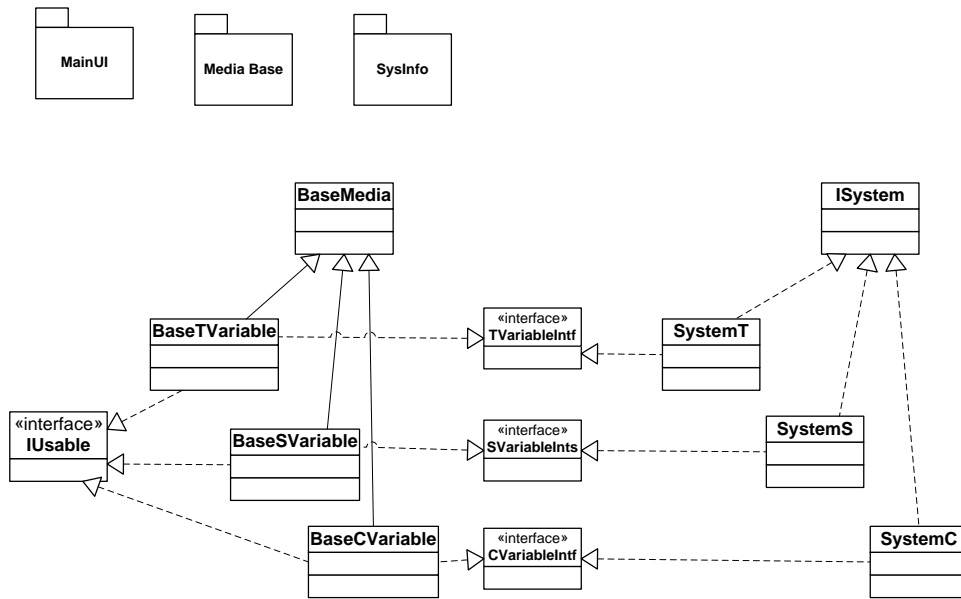 MainUI
Media Base
SysInfo
BaseMedia
ISystem
«interface»
TVariableIntf
BaseTVariable
SystemT
«interface»
IUsable
«interface»
SVariableInts
BaseSVariable
SystemS
BaseCVariable
«interface»
CVariableIntf
SystemC